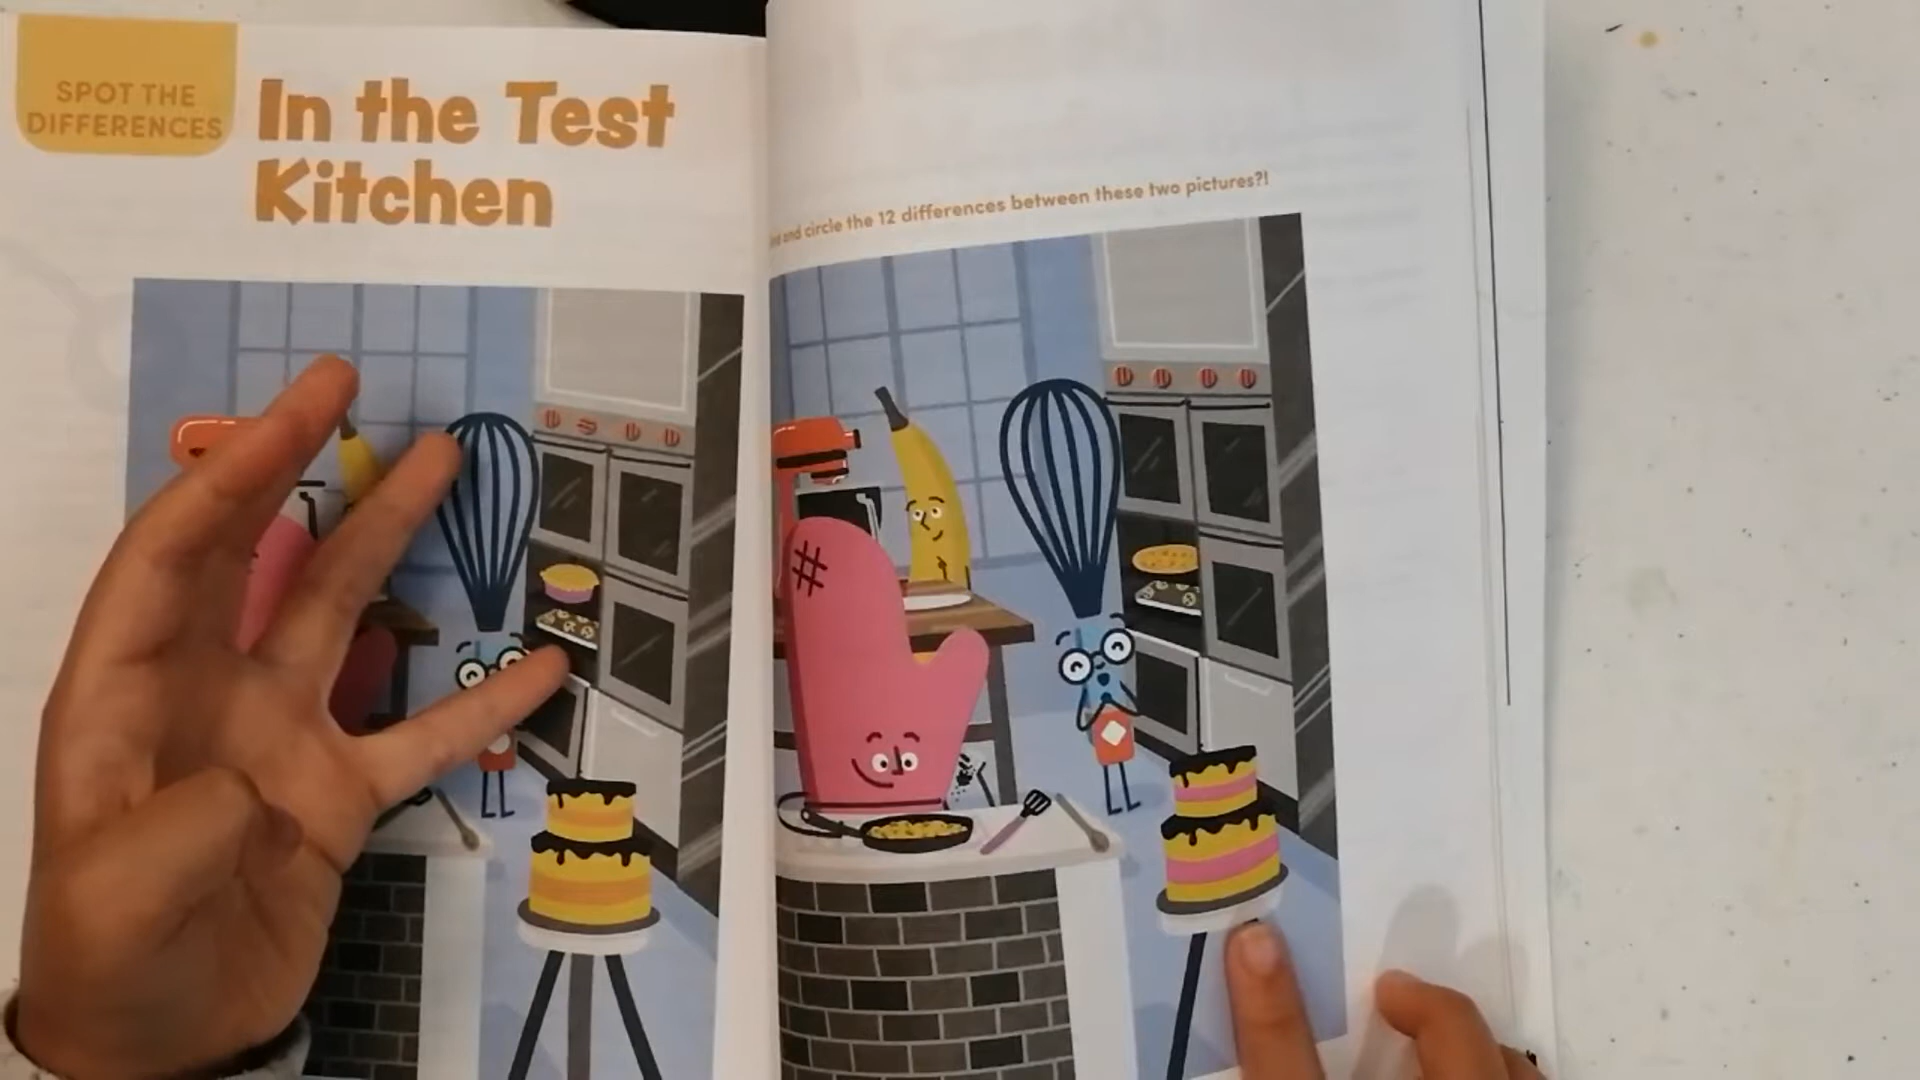 SPOT THE
DIFFERENCES
In the Test
Kitchen
and circle the 12 differences between these two pictures?!